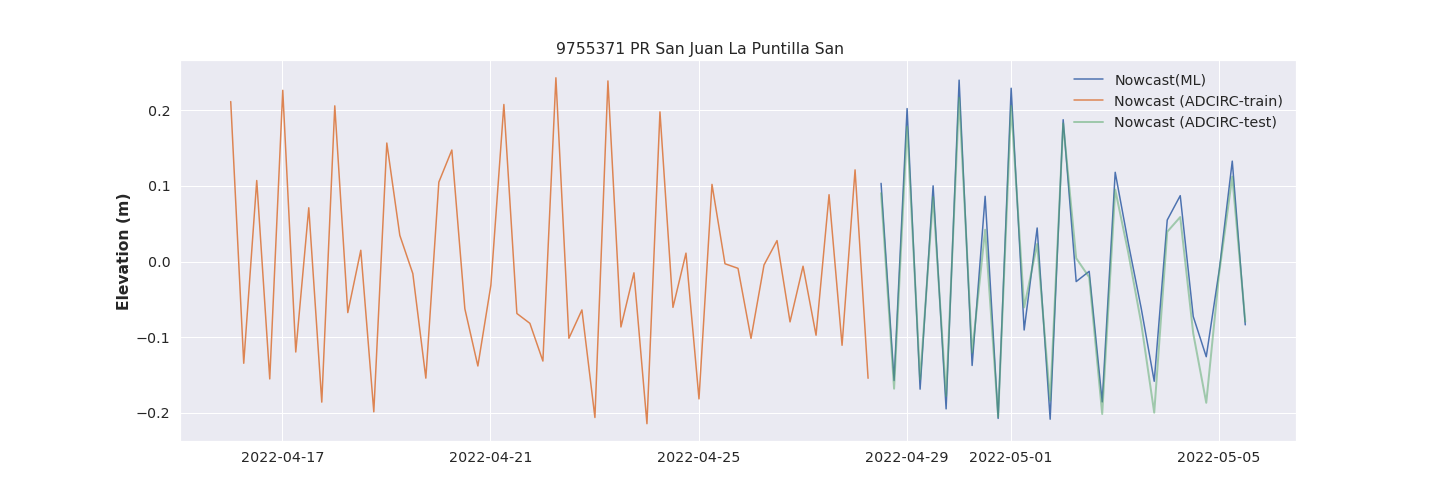 9755371 PR San Juan La Puntilla San
Nowcast(ML)
Nowcast (ADCIRC-train)
Nowcast (ADCIRC-test)
Elevation (m)
0.2
0.1
0.0
−0.1
−0.2
2022-04-17
2022-04-21
2022-04-25
2022-04-29
2022-05-01
2022-05-05